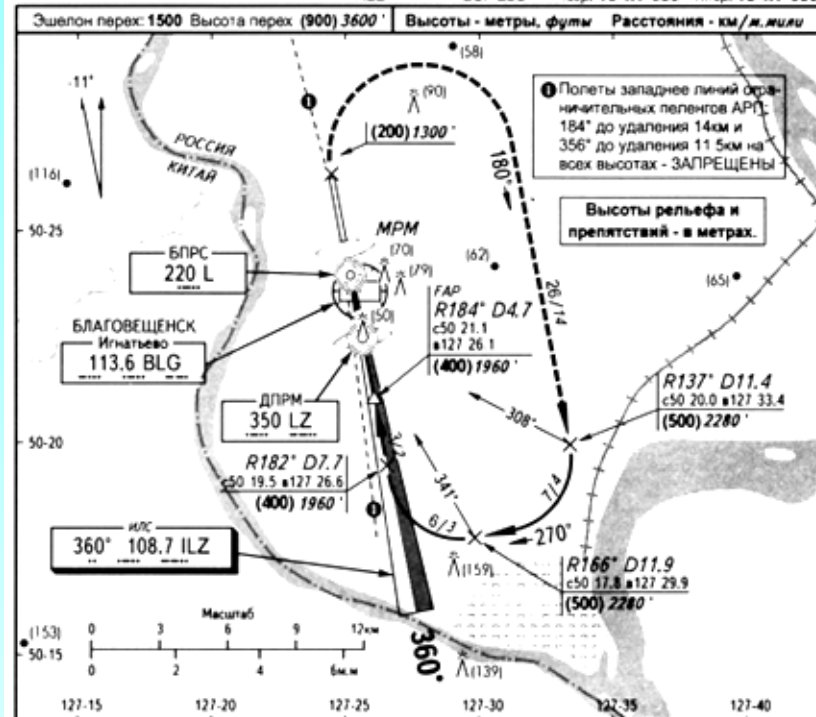 Эшелон перех: 1500 Высота перех (900) 3600 '
Высоты - метры, футы Расстояния - км/м.мили
-11°
(58)
(90)
❶
❶ Полеты западнее линий огра-
ничительных пеленгов АРП:
184° до удаления 14км и
356° до удаления 11 5км на
всех высотах - ЗАПРЕЩЕНЫ
(200) 1300 '
РОССИЯ
КИТАЙ
180°
(116)
Высоты рельефа и
препятствий - в метрах.
50-25
МРМ
БПРС
220 L
(70)
(79)
(62)
(65)
26/14
FAP
R184° D4.7
с50 21.1
в127 26.1
(400) 1960 '
(50)
БЛАГОВЕЩЕНСК
Игнатьево
113.6 BLG
ДПРМ
350 LZ
R137° D11.4
с50 20.0 в127 33.4
(500) 2280 '
308°
50-20
3/2
R182° D7.7
с50 19.5 в127 26.6
(400) 1960 '
341°
7/4
❶
6/3
270°
ИЛС
360° 108.7 ILZ
(159)
R166° D11.9
с50 17.8 в127 29.9
(500) 2280 '
Масштаб
0 3 6 9 12км
0 2 4 6м.м
360°
(153)
50-15
(139)
127-15 127-20 127-25 127-30 127-35 127-40